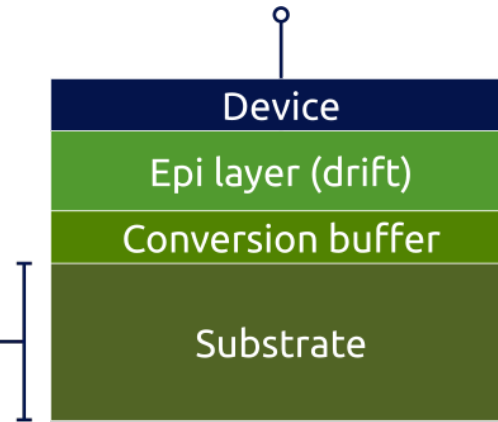 Device
Epi layer (drift)
Conversion buffer
Substrate